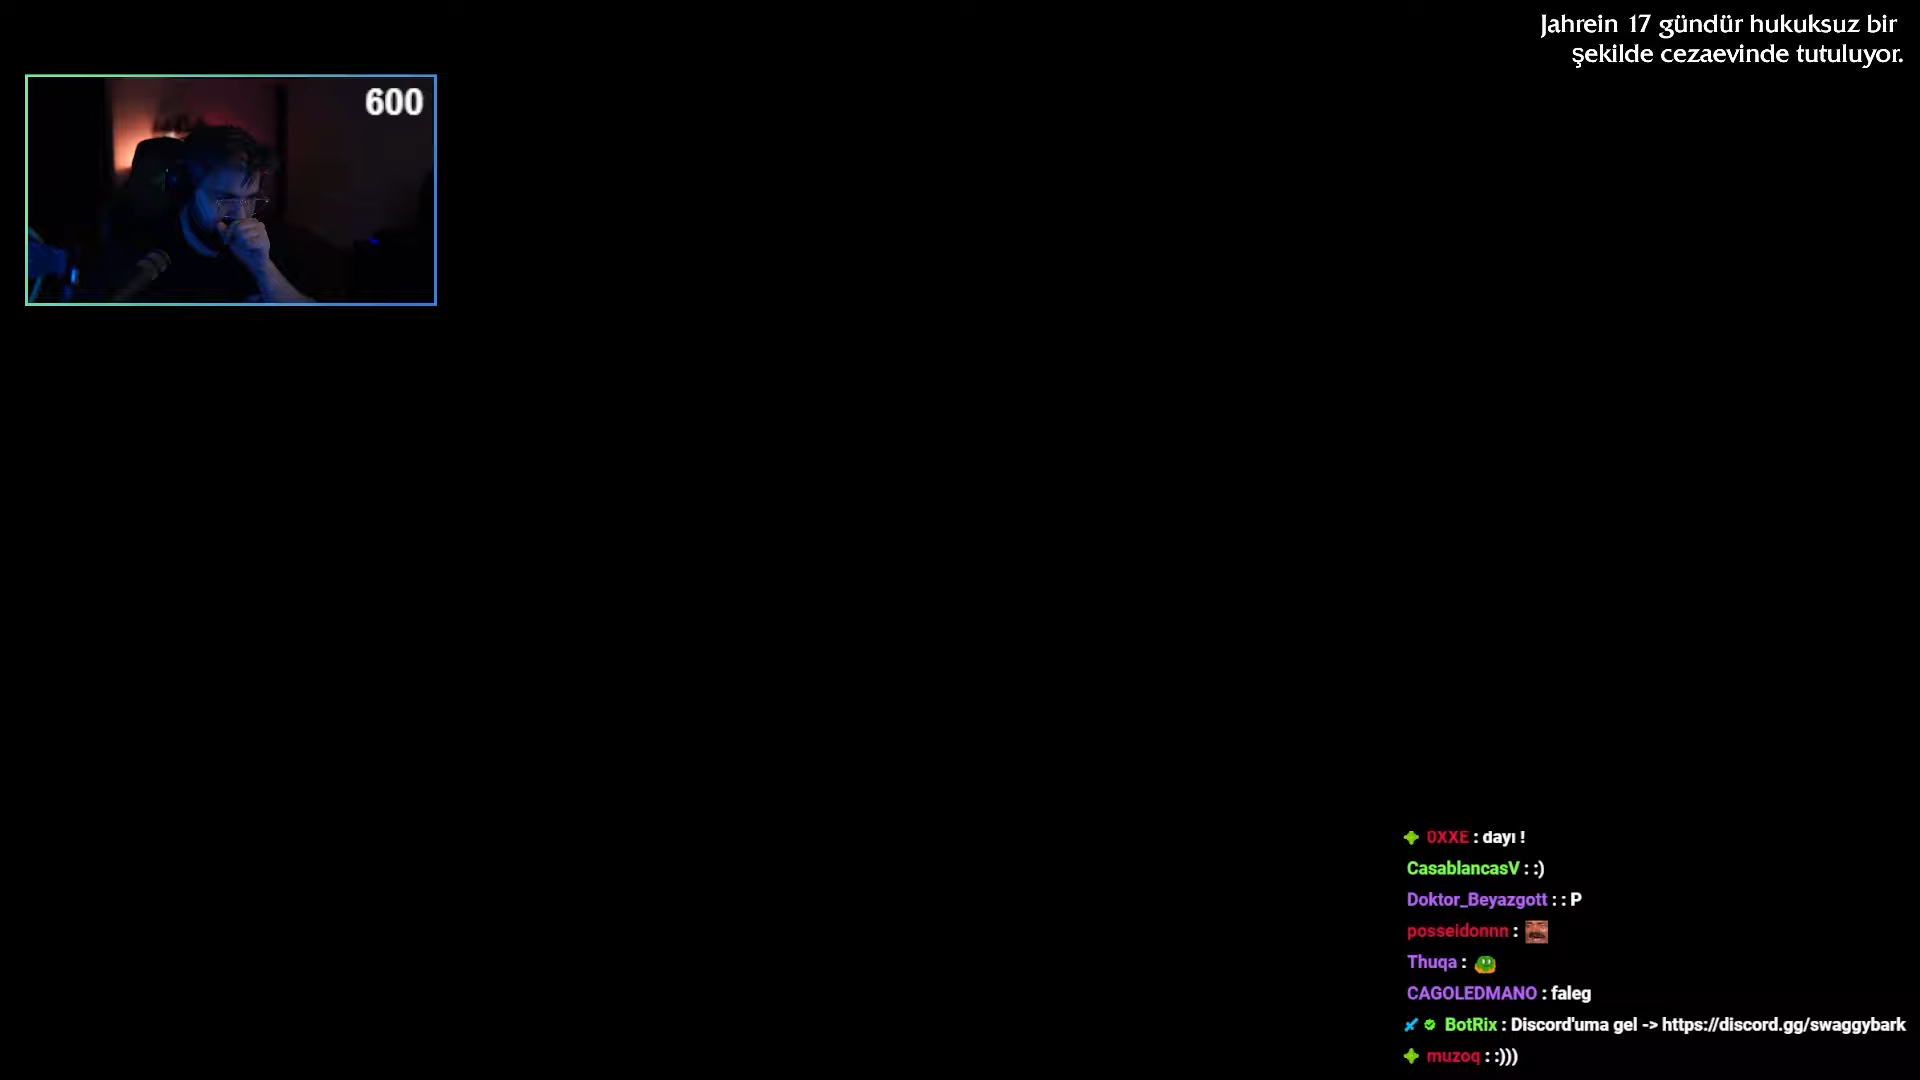 Jahrein 17 gündür hukuksuz bir
şekilde cezaevinde tutuluyor.
600
0XXE : dayı !
CasablancasV : :)
Doktor_Beyazgott : : P
posseidonnn :
Thuqa :
CAGOLEDMANO : faleg
BotRix : Discord'uma gel -> https://discord.gg/swaggybark
muzoq : :)))